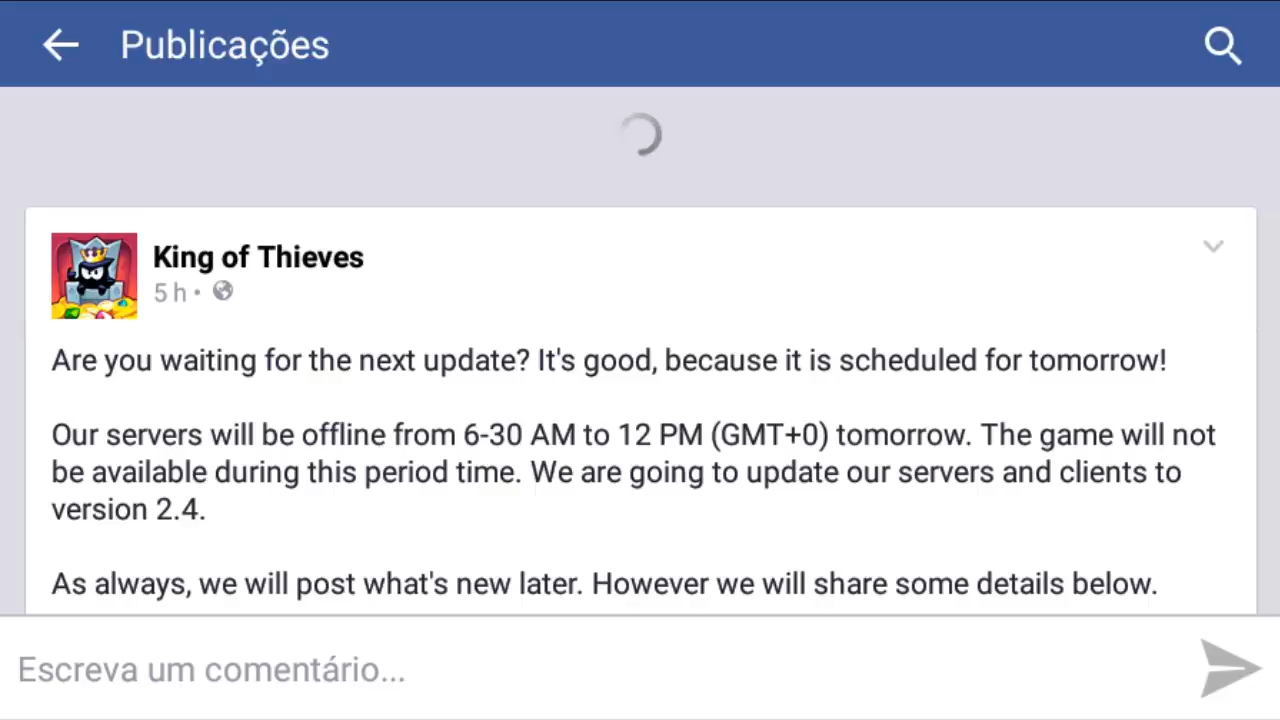 Publicações
King of Thieves
5 h •
Are you waiting for the next update? It's good, because it is scheduled for tomorrow!
Our servers will be offline from 6-30 AM to 12 PM (GMT+0) tomorrow. The game will not
be available during this period time. We are going to update our servers and clients to
version 2.4.
As always, we will post what's new later. However we will share some details below.
Escreva um comentário...